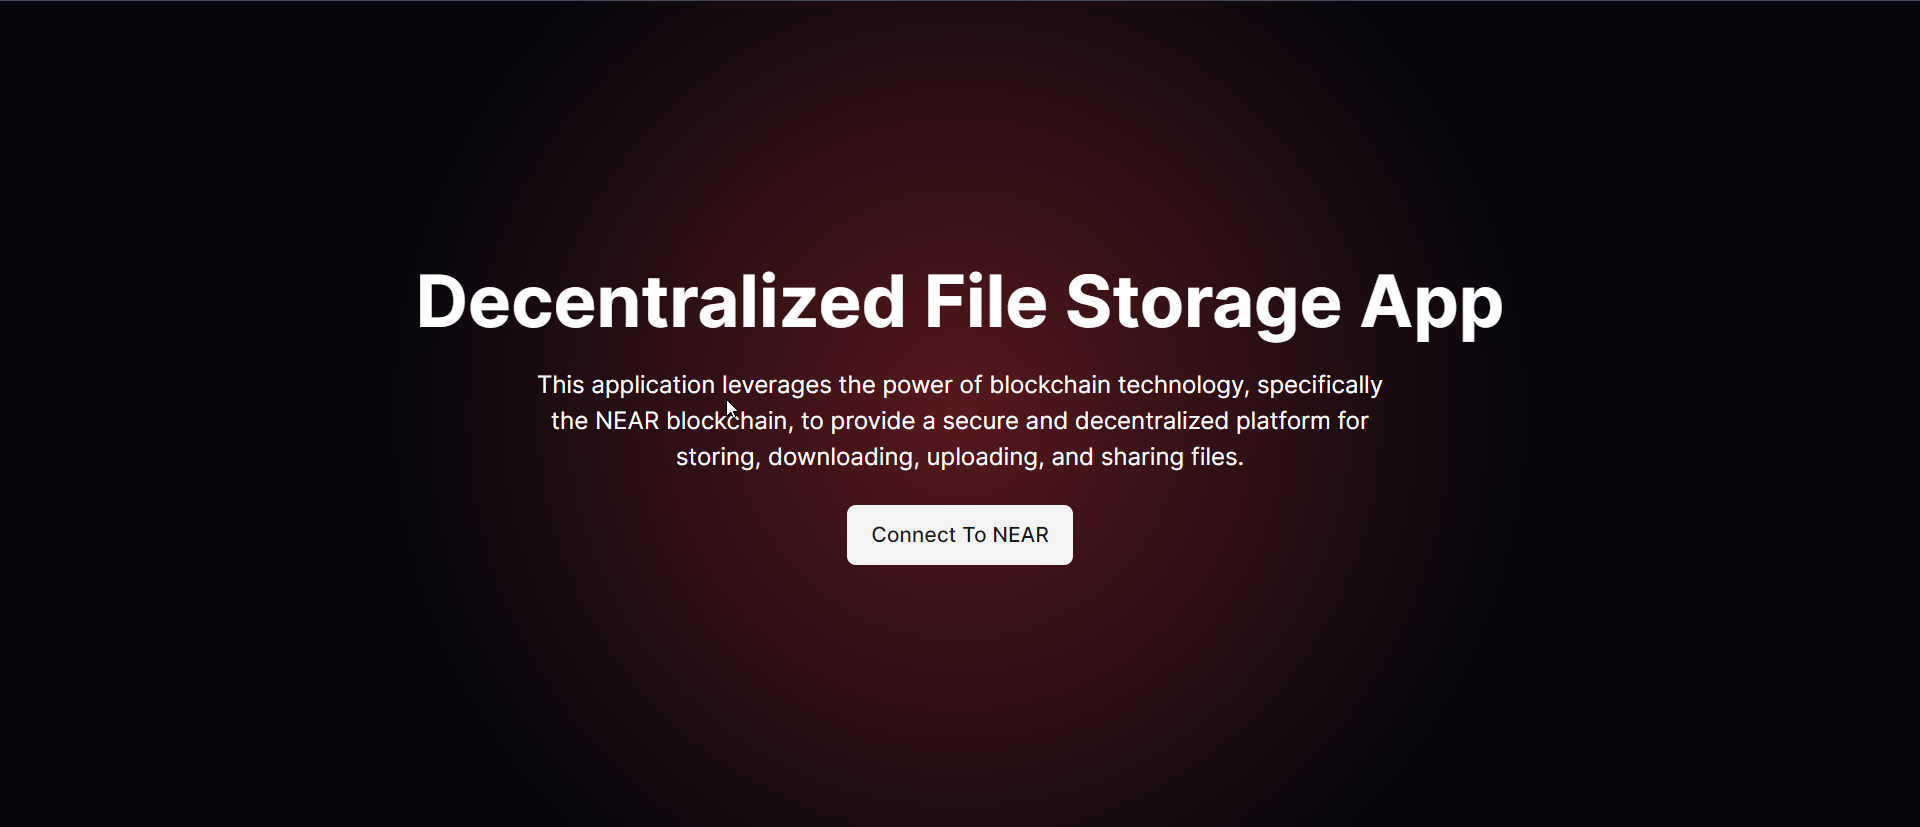 Decentralized File Storage App
This application leverages the power of blockchain technology, specifically
the NEAR blockchain, to provide a secure and decentralized platform for
storing, downloading, uploading, and sharing files.
Connect To NEAR